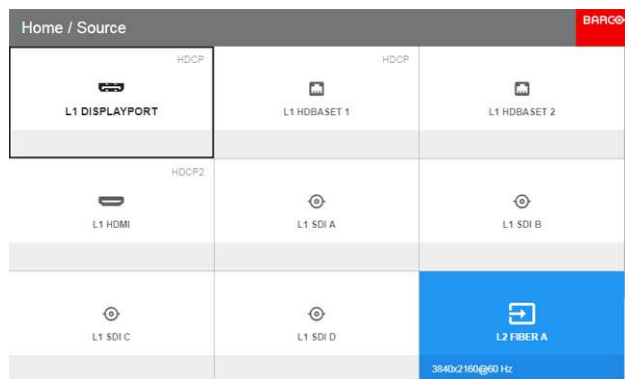 Home / Source
BARCO
HDCP
HDCP
L1 DISPLAYPORT
L1 HDBASET 1
L1 HDBASET 2
HDCP2
L1 HDMI
L1 SDI A
L1 SDI B
L1 SDI C
L1 SDI D
L2 FIBER A
3840x2160@60 Hz